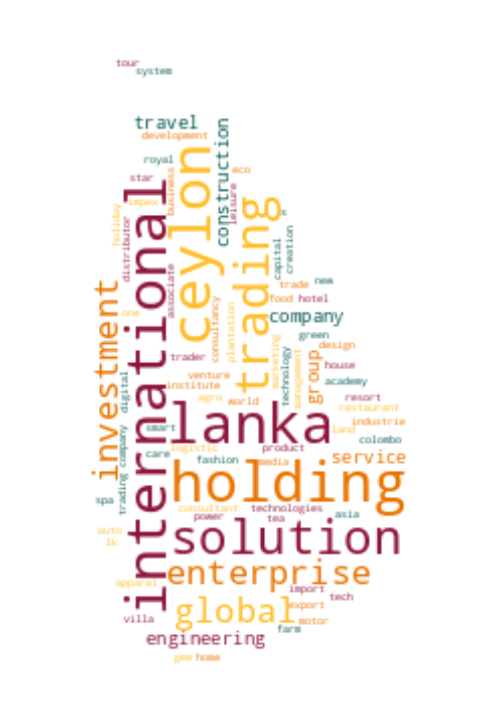 tour
system
travel
development
construction
royal
ceylon
eco
star
business
leisure
international
impex
trading
holiday
distributor
creation
capital
associate
new
investment
trade
food
hotel
consultancy
plantation
one
company
green
marketing
technology
management
group
design
trader
house
venture
digital
academy
institute
agro
world
resort
restaurant
lanka
industrie
smart
land
colombo
trading company
care
logistic
product
service
fashion
media
holding
spa
consultant
technologies
power
tea
asia
auto
lk
solution
enterprise
apparel
import
tech
global
export
villa
motor
farm
engineering
gem
home